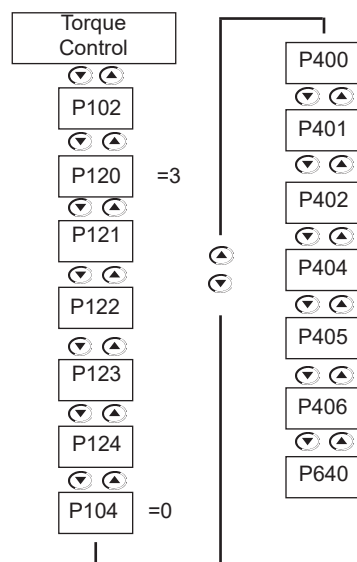 Torque
Control
P102
P120 =3
P121
P122
P123
P124
P104 =0
P400
P401
P402
P404
P405
P406
P640